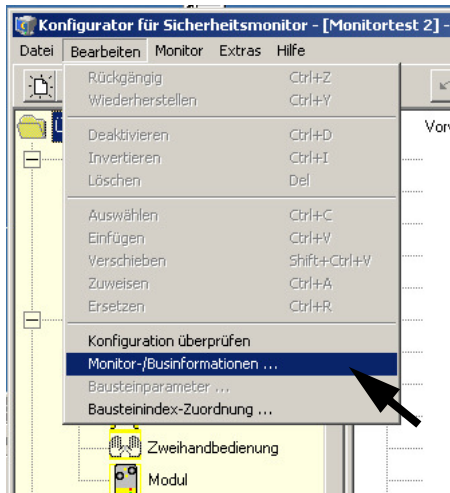 Konfigurator für Sicherheitsmonitor - [Monitortest 2] -
Datei Bearbeiten Monitor Extras Hilfe
Rückgängig Ctrl+Z
Wiederherstellen Ctrl+Y
Deaktivieren Ctrl+D
Invertieren Ctrl+I
Löschen Del
Auswählen Ctrl+C
Einfügen Ctrl+V
Verschieben Shift+Ctrl+V
Zuweisen Ctrl+A
Ersetzen Ctrl+R
Konfiguration überprüfen
Monitor-/Businformationen ...
Bausteinparameter ...
Bausteinindex-Zuordnung ...
Zweihandbedienung
Modul